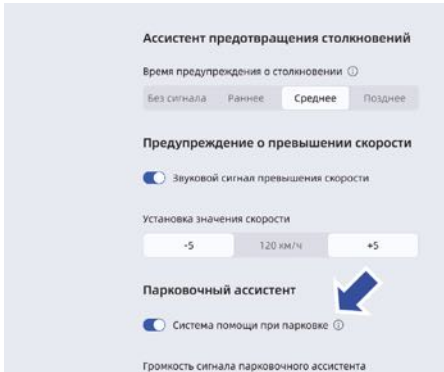 Ассистент предотвращения столкновений
Время предупреждения о столкновении ⓘ
Без сигнала Раннее Среднее Позднее
Предупреждение о превышении скорости
Звуковой сигнал превышения скорости
Установка значения скорости
-5 120 км/ч +5
Парковочный ассистент
Система помощи при парковке ⓘ
Громкость сигнала парковочного ассистента